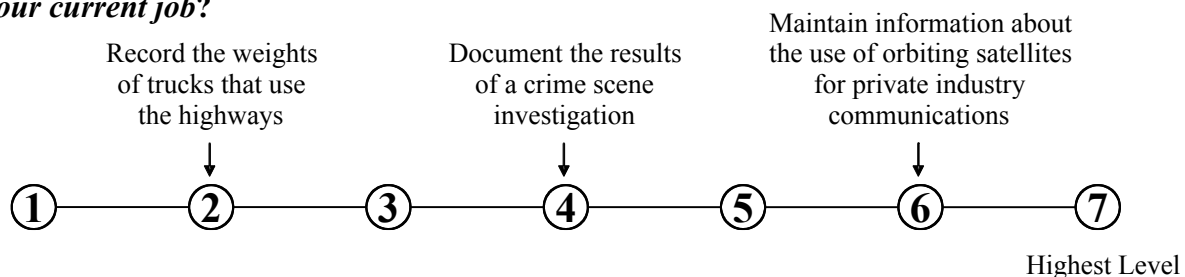 our current job?
Record the weights
of trucks that use
the highways
Document the results
of a crime scene
investigation
Maintain information about
the use of orbiting satellites
for private industry
communications
1 2 3 4 5 6 7
Highest Level